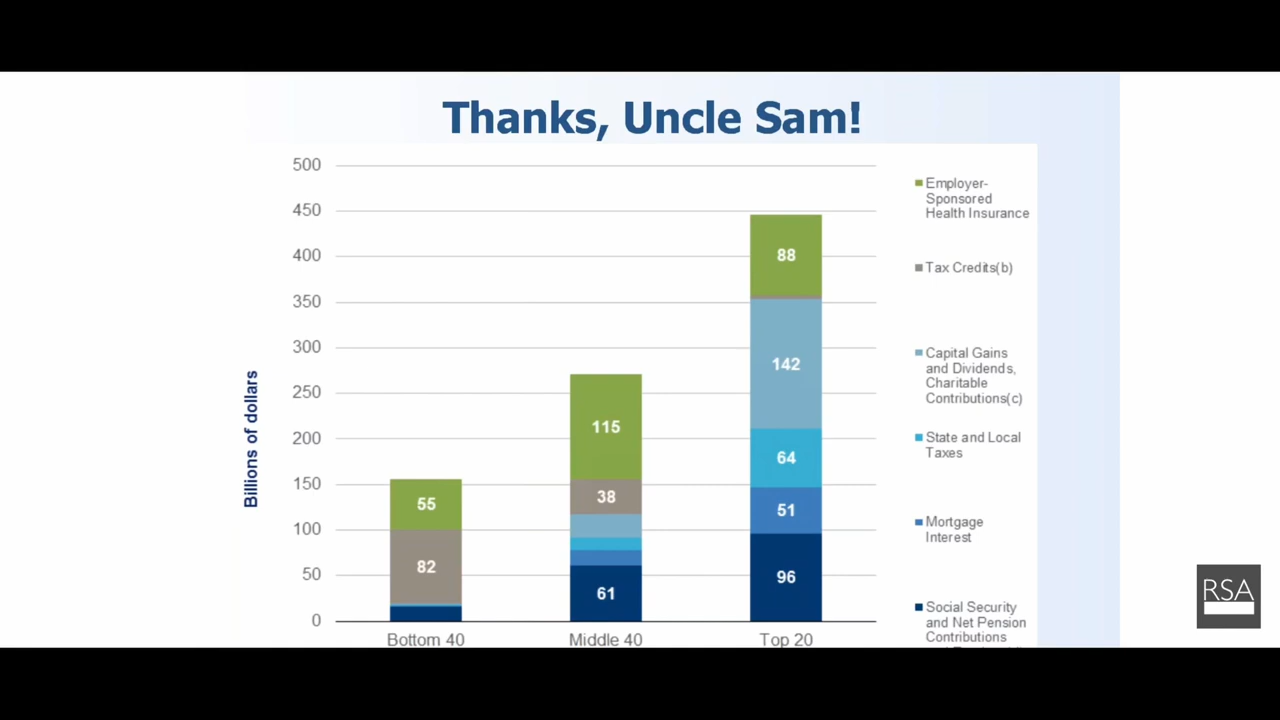 Thanks, Uncle Sam!
500
450
400
350
300
250
200
150
100
50
0
Billions of dollars
55
82
115
38
61
88
142
64
51
96
Bottom 40
Middle 40
Top 20
Employer-
Sponsored
Health Insurance
Tax Credits(b)
Capital Gains
and Dividends,
Charitable
Contributions(c)
State and Local
Taxes
Mortgage
Interest
Social Security
and Net Pension
Contributions
RSA